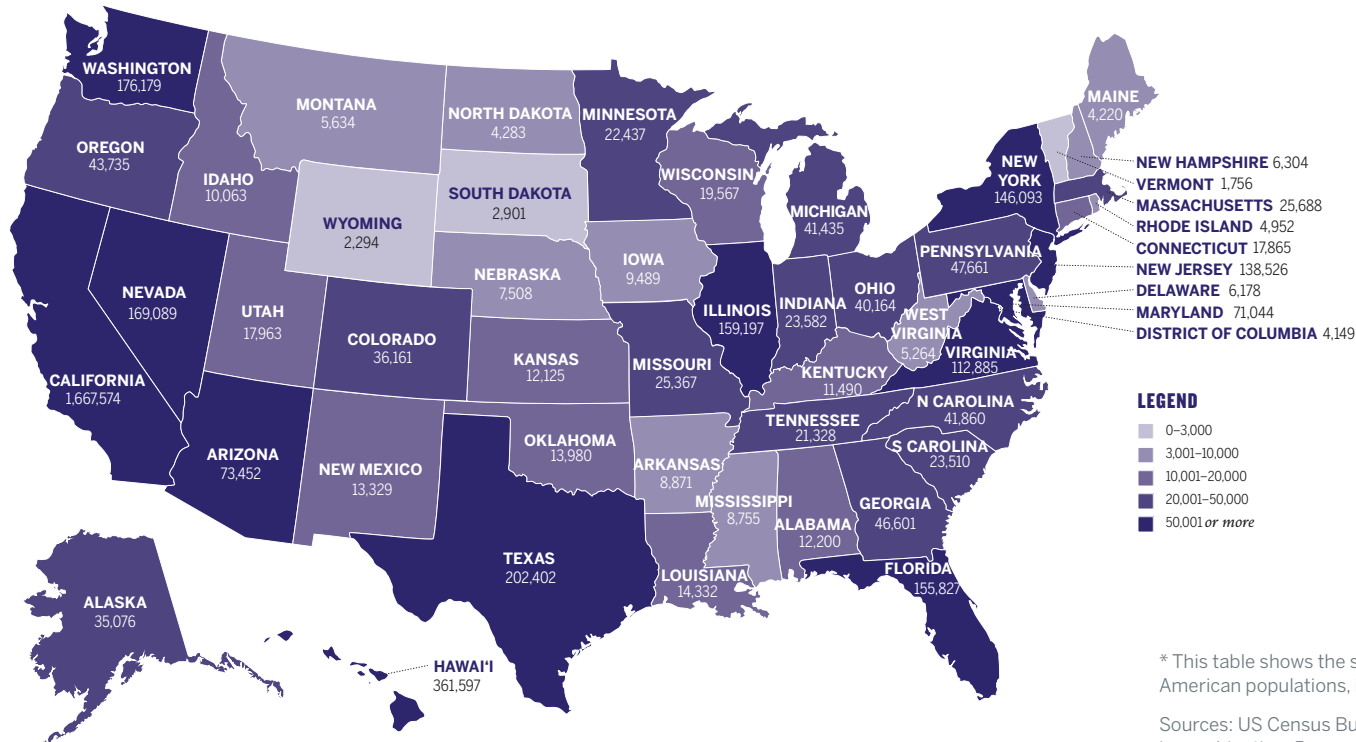 WASHINGTON
176,179
OREGON
43,735
IDAHO
10,063
MONTANA
5,634
NORTH DAKOTA
4,283
MINNESOTA
22,437
WISCONSIN
19,567
MICHIGAN
41,435
NEW
YORK
146,093
MAINE
4,220
NEW HAMPSHIRE 6,304
VERMONT 1,756
MASSACHUSETTS 25,688
RHODE ISLAND 4,952
CONNECTICUT 17,865
NEW JERSEY 138,526
DELAWARE 6,178
MARYLAND 71,044
DISTRICT OF COLUMBIA 4,149
WYOMING
2,294
SOUTH DAKOTA
2,901
NEBRASKA
7,508
IOWA
9,489
ILLINOIS
159,197
INDIANA
23,582
OHIO
40,164
PENNSYLVANIA
47,661
WEST
VIRGINIA
5,264
VIRGINIA
112,885
NEVADA
169,089
UTAH
17,963
COLORADO
36,161
KANSAS
12,125
MISSOURI
25,367
KENTUCKY
11,490
CALIFORNIA
1,667,574
ARIZONA
73,452
NEW MEXICO
13,329
OKLAHOMA
13,980
ARKANSAS
8,871
TENNESSEE
21,328
N CAROLINA
41,860
S CAROLINA
23,510
MISSISSIPPI
8,755
ALABAMA
12,200
GEORGIA
46,601
TEXAS
202,402
LOUISIANA
14,332
FLORIDA
155,827
ALASKA
35,076
HAWAI‘I
361,597
LEGEND
0–3,000
3,001–10,000
10,001–20,000
20,001–50,000
50,001 or more
* This table shows the s
American populations,
Sources: US Census Bu